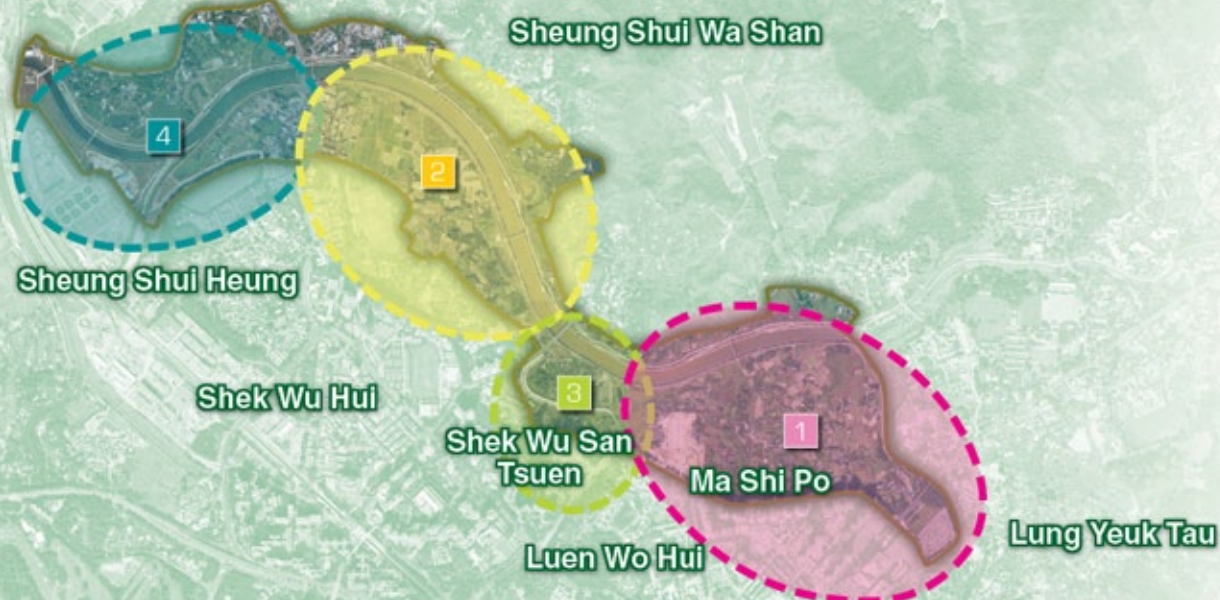 Sheung Shui Wa Shan
4
2
Sheung Shui Heung
Shek Wu Hui
3
Shek Wu San
Tsuen
1
Ma Shi Po
Luen Wo Hui
Lung Yeuk Tau